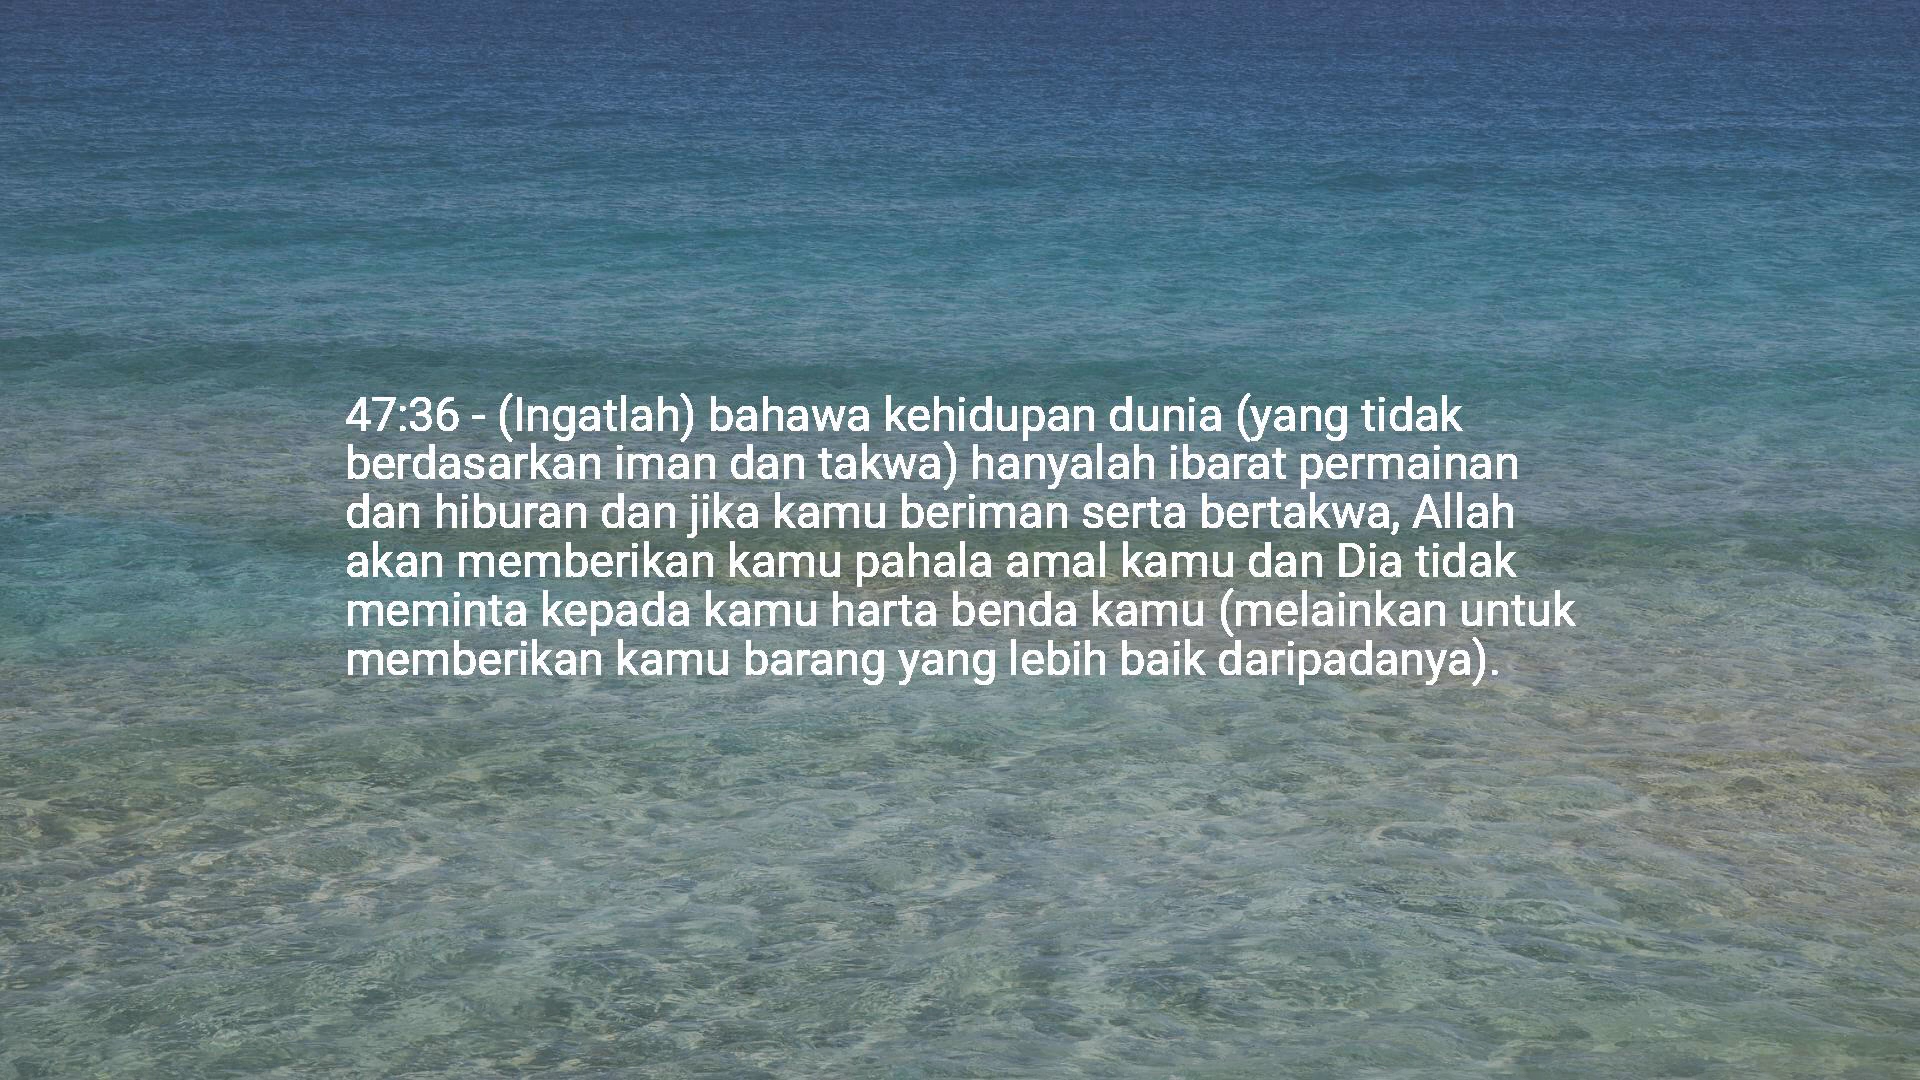 47:36 - (Ingatlah) bahawa kehidupan dunia (yang tidak
berdasarkan iman dan takwa) hanyalah ibarat permainan
dan hiburan dan jika kamu beriman serta bertakwa, Allah
akan memberikan kamu pahala amal kamu dan Dia tidak
meminta kepada kamu harta benda kamu (melainkan untuk
memberikan kamu barang yang lebih baik daripadanya).